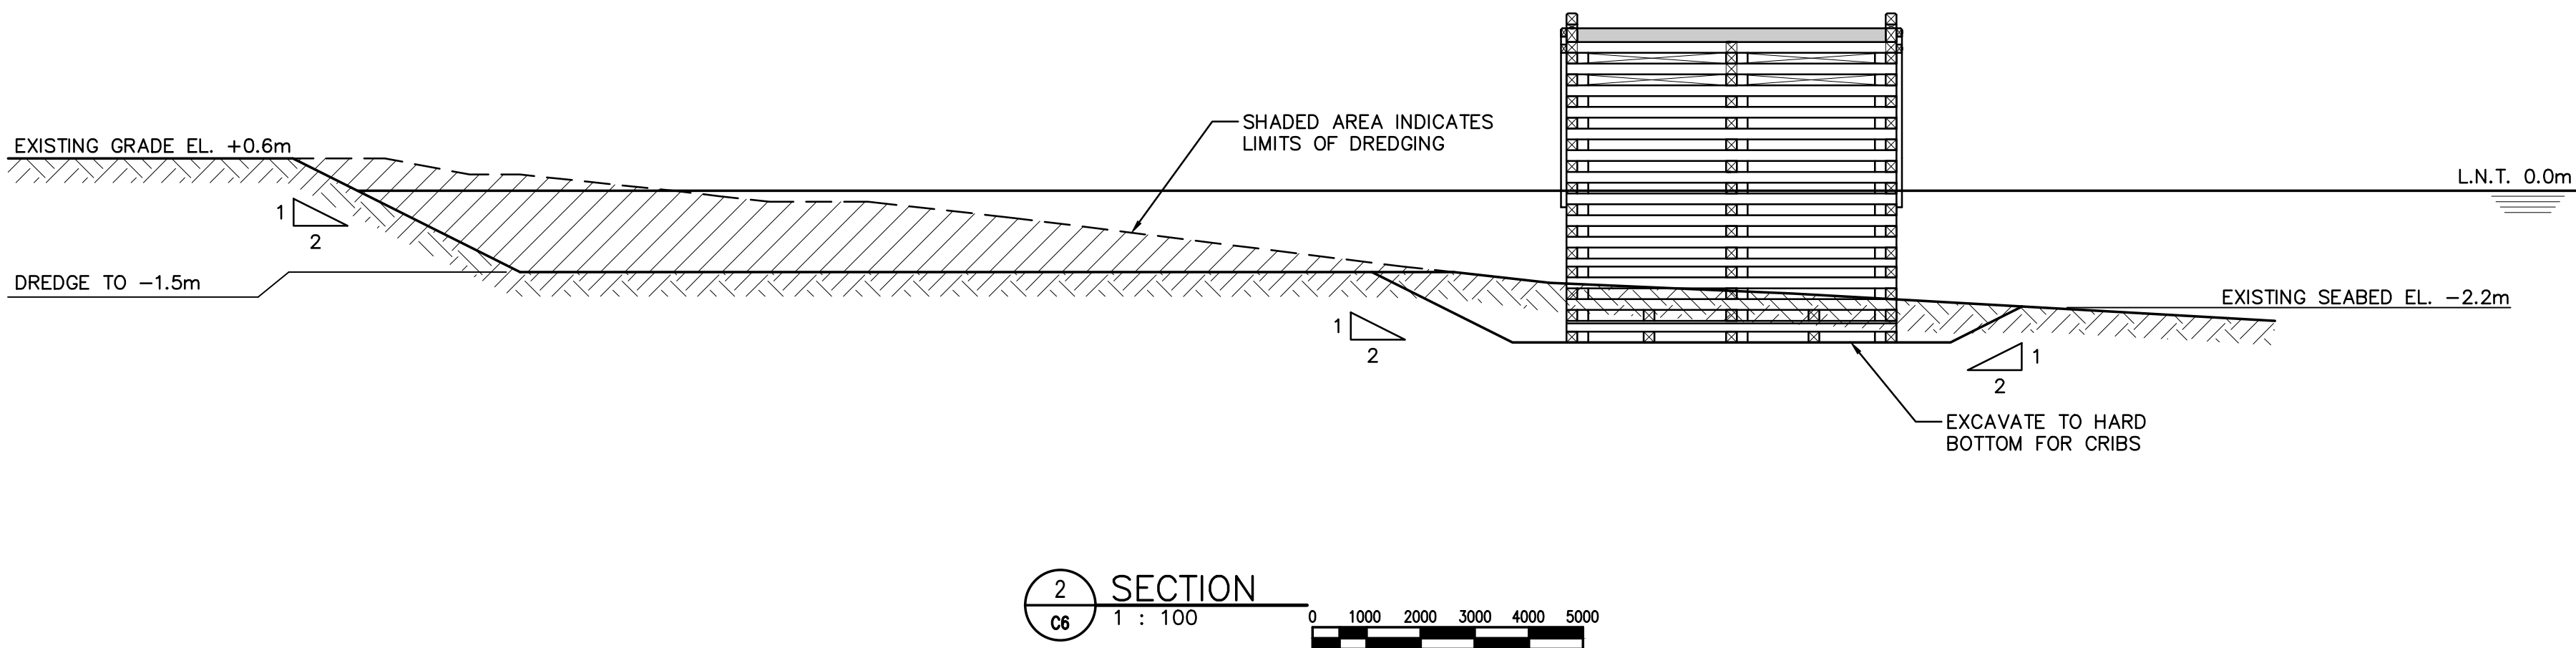 SHADED AREA INDICATES
LIMITS OF DREDGING
EXISTING GRADE EL. +0.6m
L.N.T. 0.0m
1
2
DREDGE TO -1.5m
EXISTING SEABED EL. -2.2m
1
2
1
2
EXCAVATE TO HARD
BOTTOM FOR CRIBS
2
C6
SECTION
1 : 100
0 1000 2000 3000 4000 5000